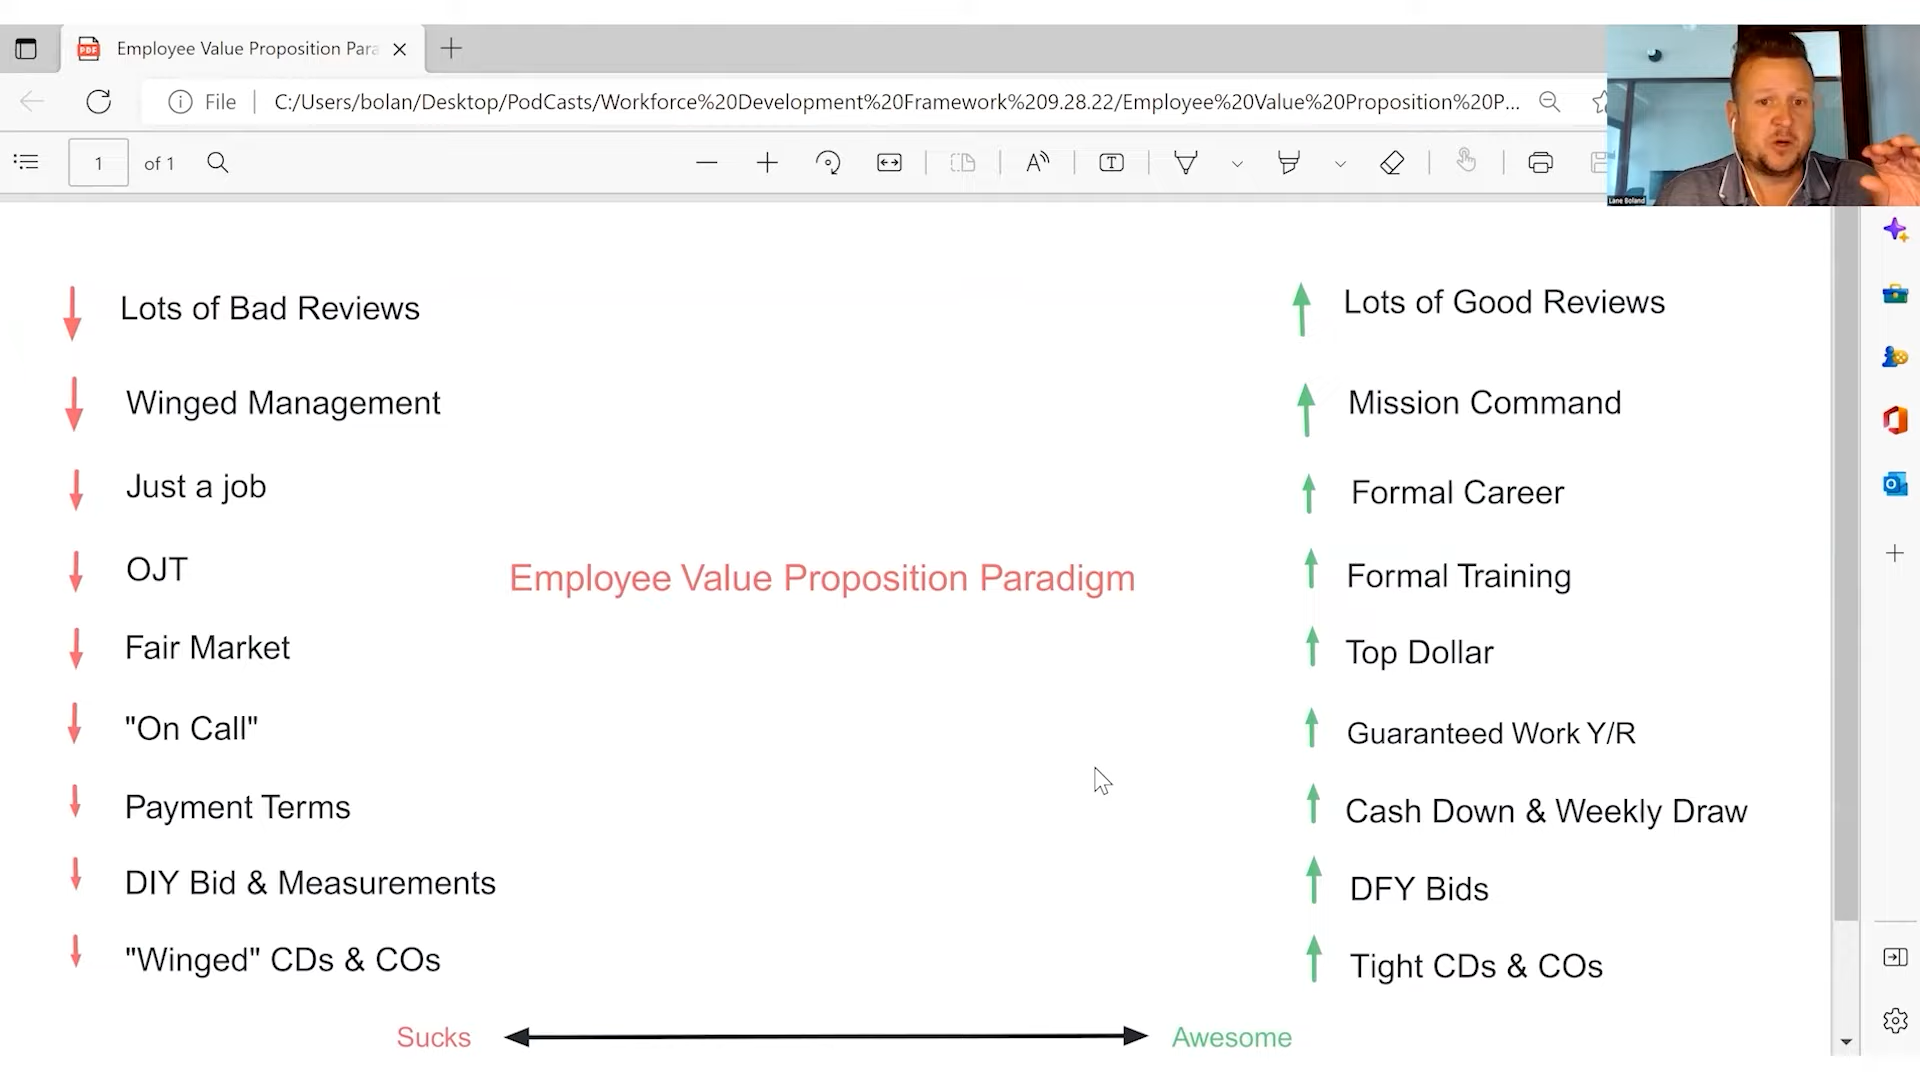 Employee Value Proposition Para
File
C:/Users/bolan/Desktop/PodCasts/Workforce%20Development%20Framework%209.28.22/Employee%20Value%20Proposition%20P...
1
of 1
Lane Boland
Lots of Bad Reviews
Lots of Good Reviews
Winged Management
Mission Command
Just a job
Formal Career
OJT
Employee Value Proposition Paradigm
Formal Training
Fair Market
Top Dollar
"On Call"
Guaranteed Work Y/R
Payment Terms
Cash Down & Weekly Draw
DIY Bid & Measurements
DFY Bids
"Winged" CDs & COs
Tight CDs & COs
Sucks
Awesome